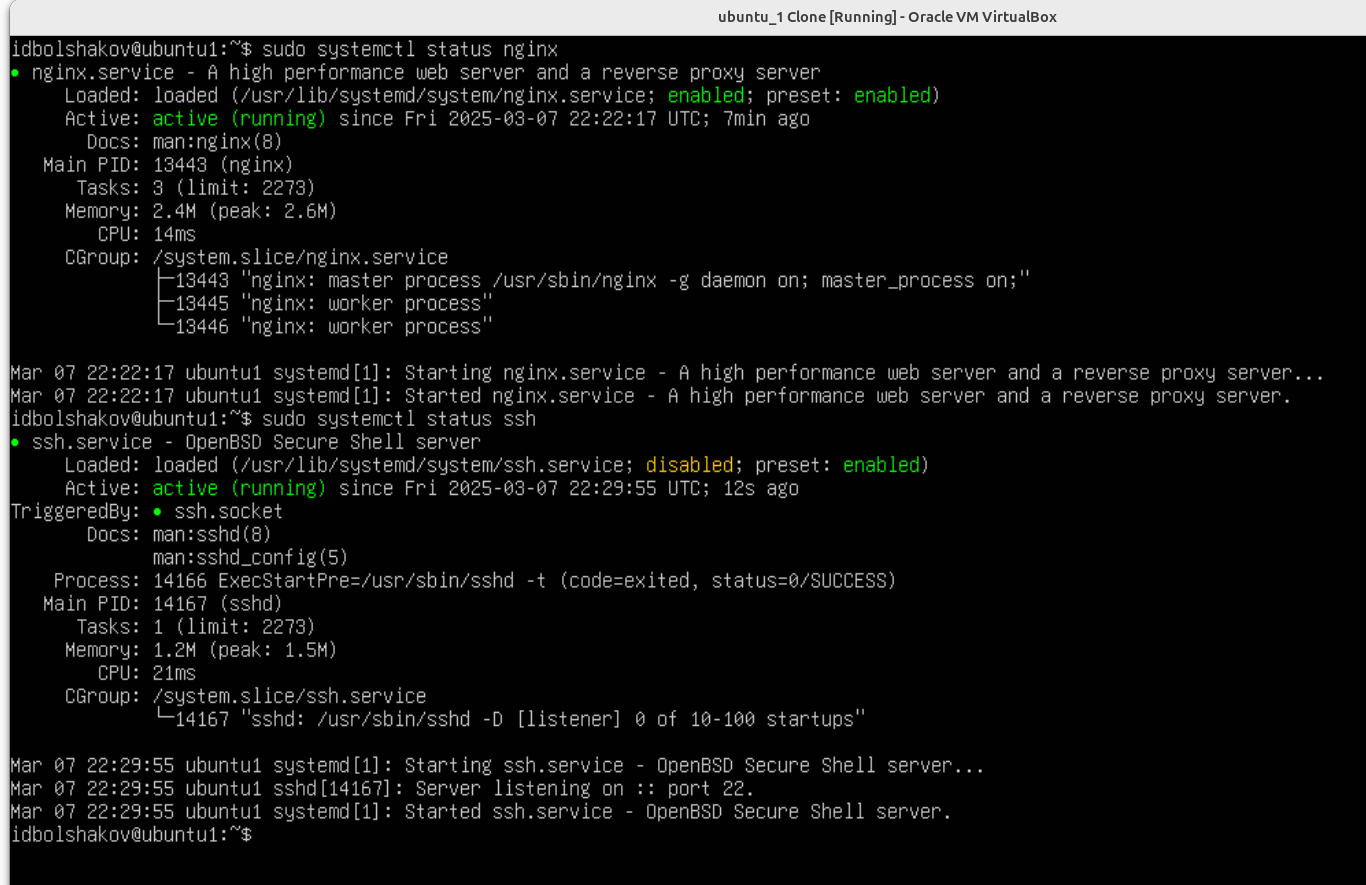 ubuntu_1 Clone [Running] - Oracle VM VirtualBox
idbolshakov@ubuntu1:~$ sudo systemctl status nginx
● nginx.service - A high performance web server and a reverse proxy server
     Loaded: loaded (/usr/lib/systemd/system/nginx.service; enabled; preset: enabled)
     Active: active (running) since Fri 2025-03-07 22:22:17 UTC; 7min ago
       Docs: man:nginx(8)
   Main PID: 13443 (nginx)
      Tasks: 3 (limit: 2273)
     Memory: 2.4M (peak: 2.6M)
        CPU: 14ms
     CGroup: /system.slice/nginx.service
             ├─13443 "nginx: master process /usr/sbin/nginx -g daemon on; master_process on;"
             ├─13445 "nginx: worker process"
             └─13446 "nginx: worker process"
Mar 07 22:22:17 ubuntu1 systemd[1]: Starting nginx.service - A high performance web server and a reverse proxy server...
Mar 07 22:22:17 ubuntu1 systemd[1]: Started nginx.service - A high performance web server and a reverse proxy server.
idbolshakov@ubuntu1:~$ sudo systemctl status ssh
● ssh.service - OpenBSD Secure Shell server
     Loaded: loaded (/usr/lib/systemd/system/ssh.service; disabled; preset: enabled)
     Active: active (running) since Fri 2025-03-07 22:29:55 UTC; 12s ago
TriggeredBy: ● ssh.socket
       Docs: man:sshd(8)
             man:sshd_config(5)
    Process: 14166 ExecStartPre=/usr/sbin/sshd -t (code=exited, status=0/SUCCESS)
   Main PID: 14167 (sshd)
      Tasks: 1 (limit: 2273)
     Memory: 1.2M (peak: 1.5M)
        CPU: 21ms
     CGroup: /system.slice/ssh.service
             └─14167 "sshd: /usr/sbin/sshd -D [listener] 0 of 10-100 startups"
Mar 07 22:29:55 ubuntu1 systemd[1]: Starting ssh.service - OpenBSD Secure Shell server...
Mar 07 22:29:55 ubuntu1 sshd[14167]: Server listening on :: port 22.
Mar 07 22:29:55 ubuntu1 systemd[1]: Started ssh.service - OpenBSD Secure Shell server.
idbolshakov@ubuntu1:~$